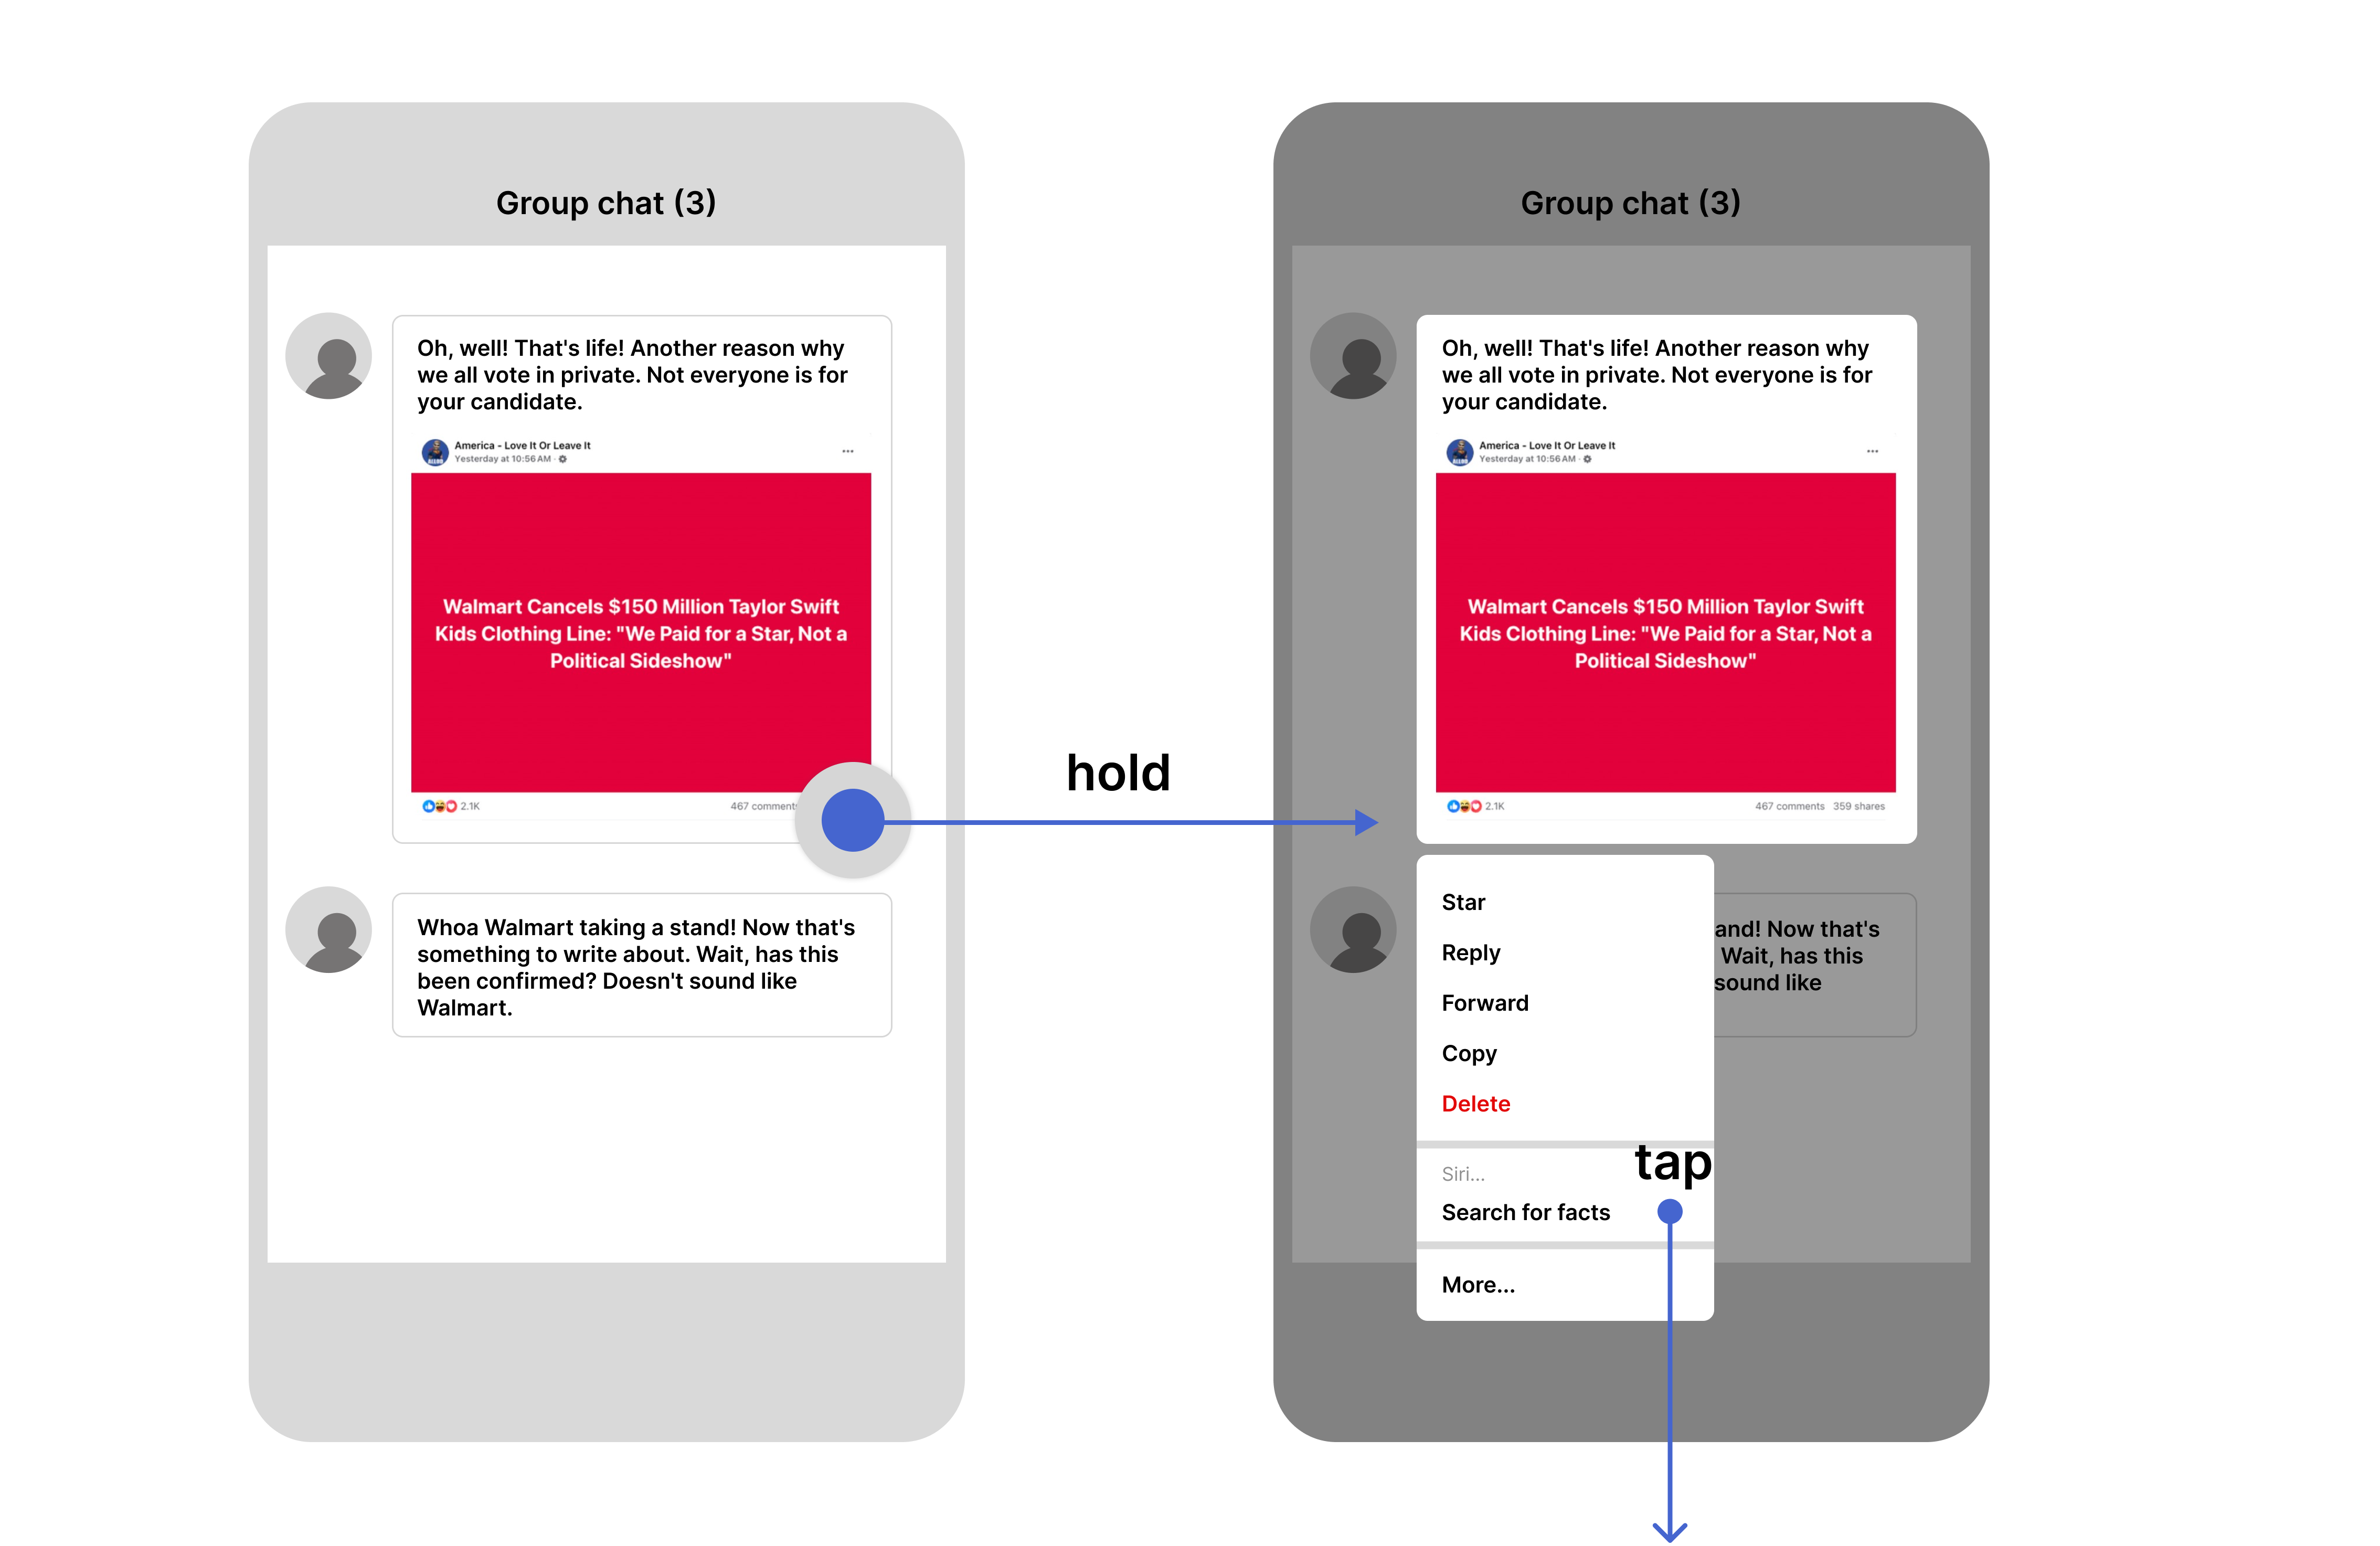 Group chat (3)
Oh, well! That's life! Another reason why
we all vote in private. Not everyone is for
your candidate.
America - Love It Or Leave It
Yesterday at 10:56 AM ·
Walmart Cancels $150 Million Taylor Swift
Kids Clothing Line: "We Paid for a Star, Not a
Political Sideshow"
2.1K
467 comments
Whoa Walmart taking a stand! Now that's
something to write about. Wait, has this
been confirmed? Doesn't sound like
Walmart.
hold
Group chat (3)
Oh, well! That's life! Another reason why
we all vote in private. Not everyone is for
your candidate.
America - Love It Or Leave It
Yesterday at 10:56 AM ·
Walmart Cancels $150 Million Taylor Swift
Kids Clothing Line: "We Paid for a Star, Not a
Political Sideshow"
2.1K
467 comments 359 shares
and! Now that's
Wait, has this
sound like
Star
Reply
Forward
Copy
Delete
tap
Siri...
Search for facts
More...